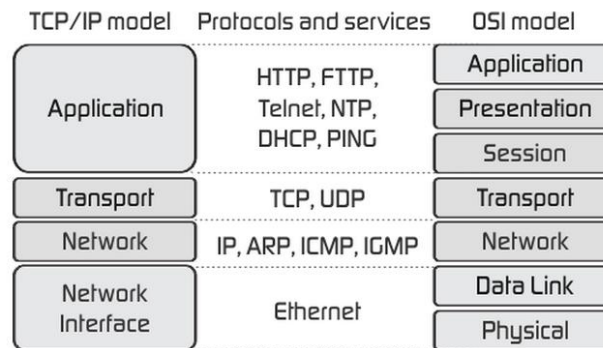 TCP/IP model Protocols and services OSI model
Application
HTTP, FTTP,
Telnet, NTP,
DHCP, PING
Application
Presentation
Session
Transport TCP, UDP Transport
Network IP, ARP, ICMP, IGMP Network
Network
Interface
Ethernet
Data Link
Physical